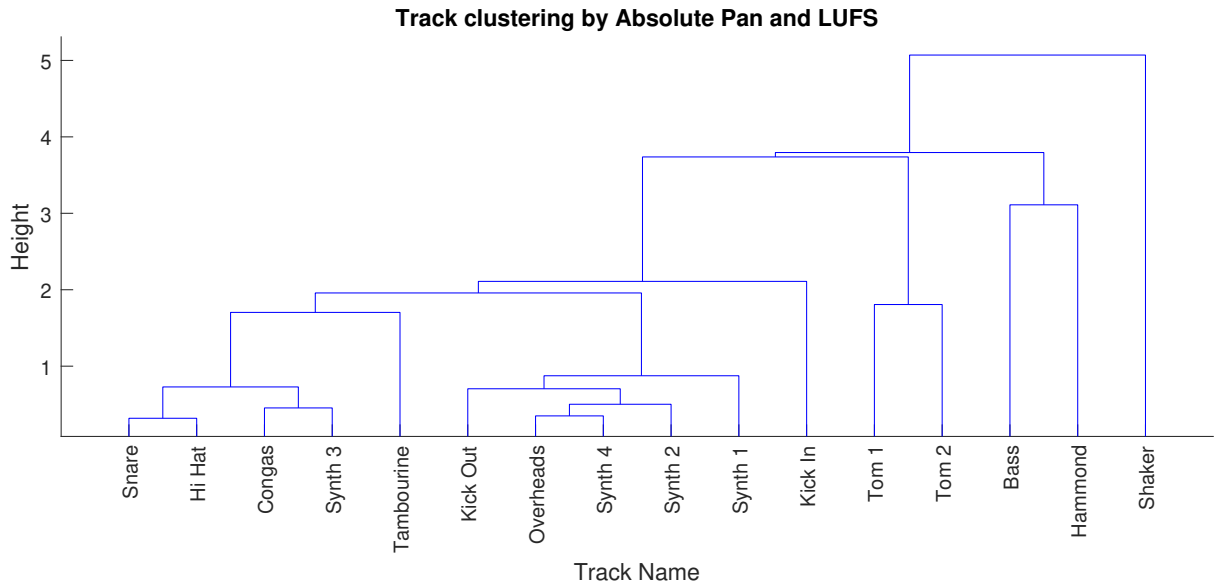 Track clustering by Absolute Pan and LUFS
5
4
3
2
1
Height
Snare
Hi Hat
Congas
Synth 3
Tambourine
Kick Out
Overheads
Synth 4
Synth 2
Synth 1
Kick In
Tom 1
Tom 2
Bass
Hammond
Shaker
Track Name